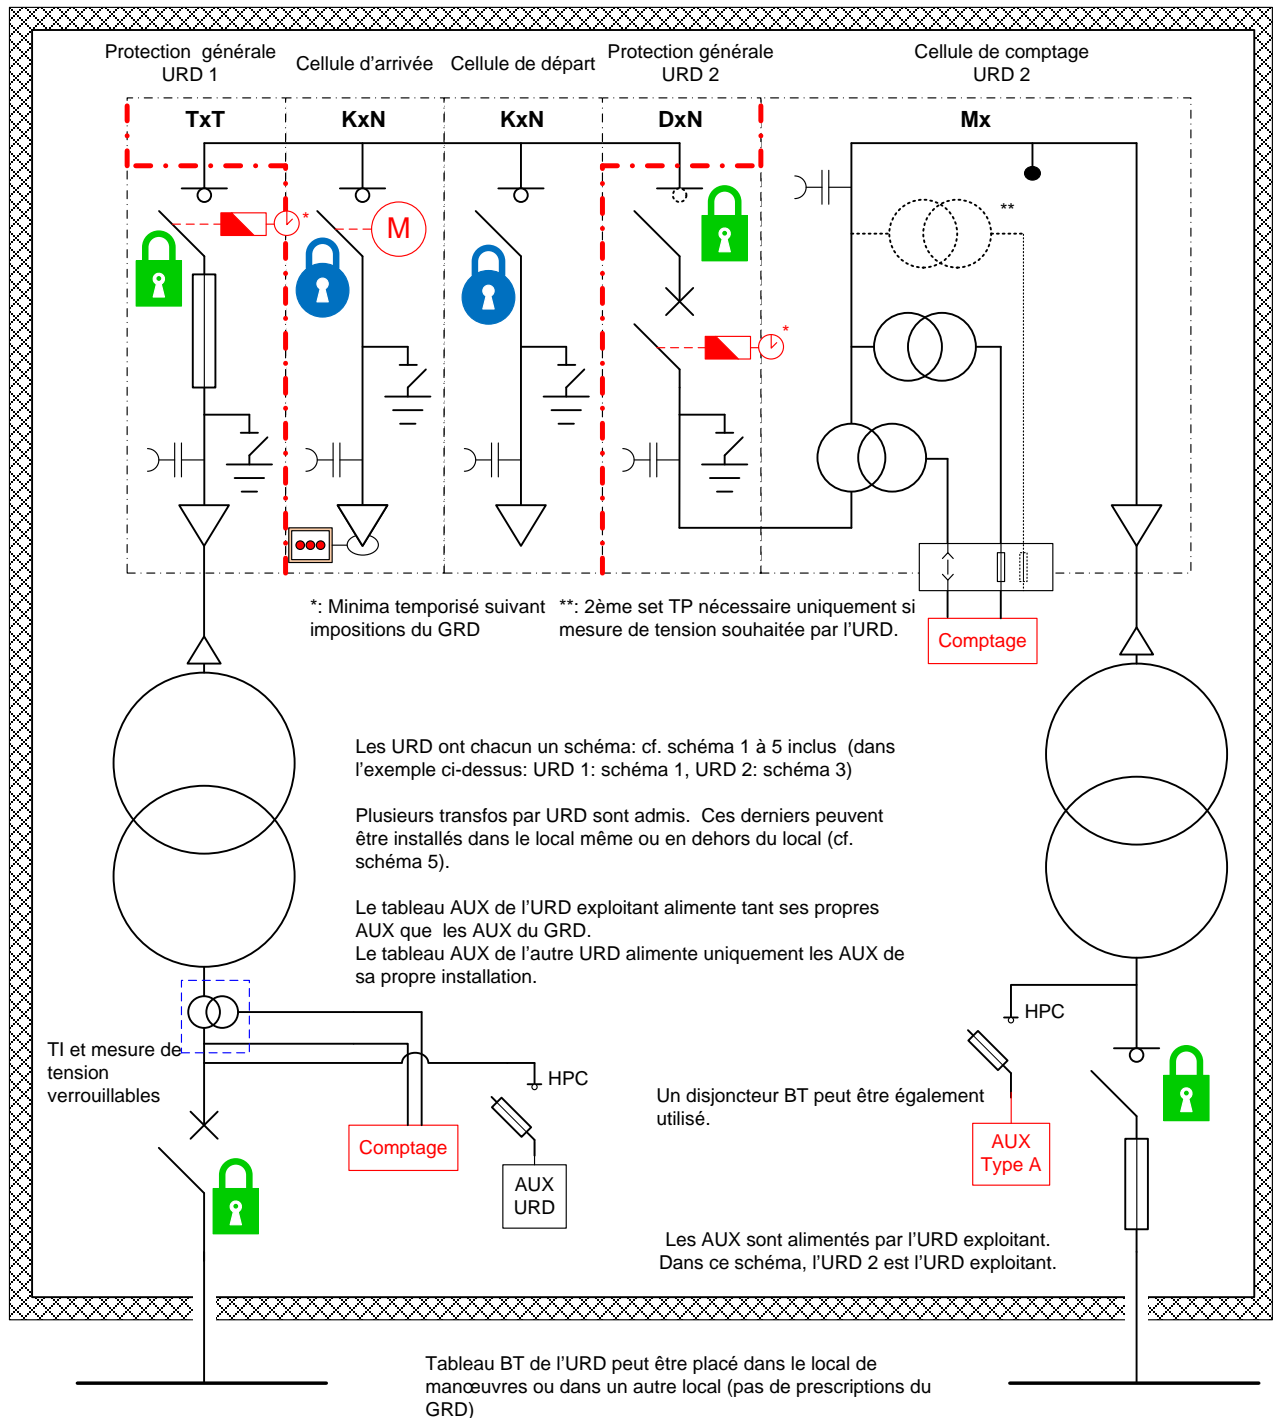 Protection générale
URD 1
Cellule d'arrivée
Cellule de départ
Protection générale
URD 2
Cellule de comptage
URD 2
TxT
KxN
KxN
DxN
Mx
*
M
*
**
*: Minima temporisé suivant
impositions du GRD
**: 2ème set TP nécessaire uniquement si
mesure de tension souhaitée par l'URD.
Comptage
Les URD ont chacun un schéma: cf. schéma 1 à 5 inclus (dans
l'exemple ci-dessus: URD 1: schéma 1, URD 2: schéma 3)
Plusieurs transfos par URD sont admis. Ces derniers peuvent
être installés dans le local même ou en dehors du local (cf.
schéma 5).
Le tableau AUX de l'URD exploitant alimente tant ses propres
AUX que les AUX du GRD.
Le tableau AUX de l'autre URD alimente uniquement les AUX de
sa propre installation.
HPC
TI et mesure de
tension
verrouillables
HPC
Un disjoncteur BT peut être également
utilisé.
Comptage
AUX
Type A
AUX
URD
Les AUX sont alimentés par l'URD exploitant.
Dans ce schéma, l'URD 2 est l'URD exploitant.
Tableau BT de l'URD peut être placé dans le local de
manœuvres ou dans un autre local (pas de prescriptions du
GRD)